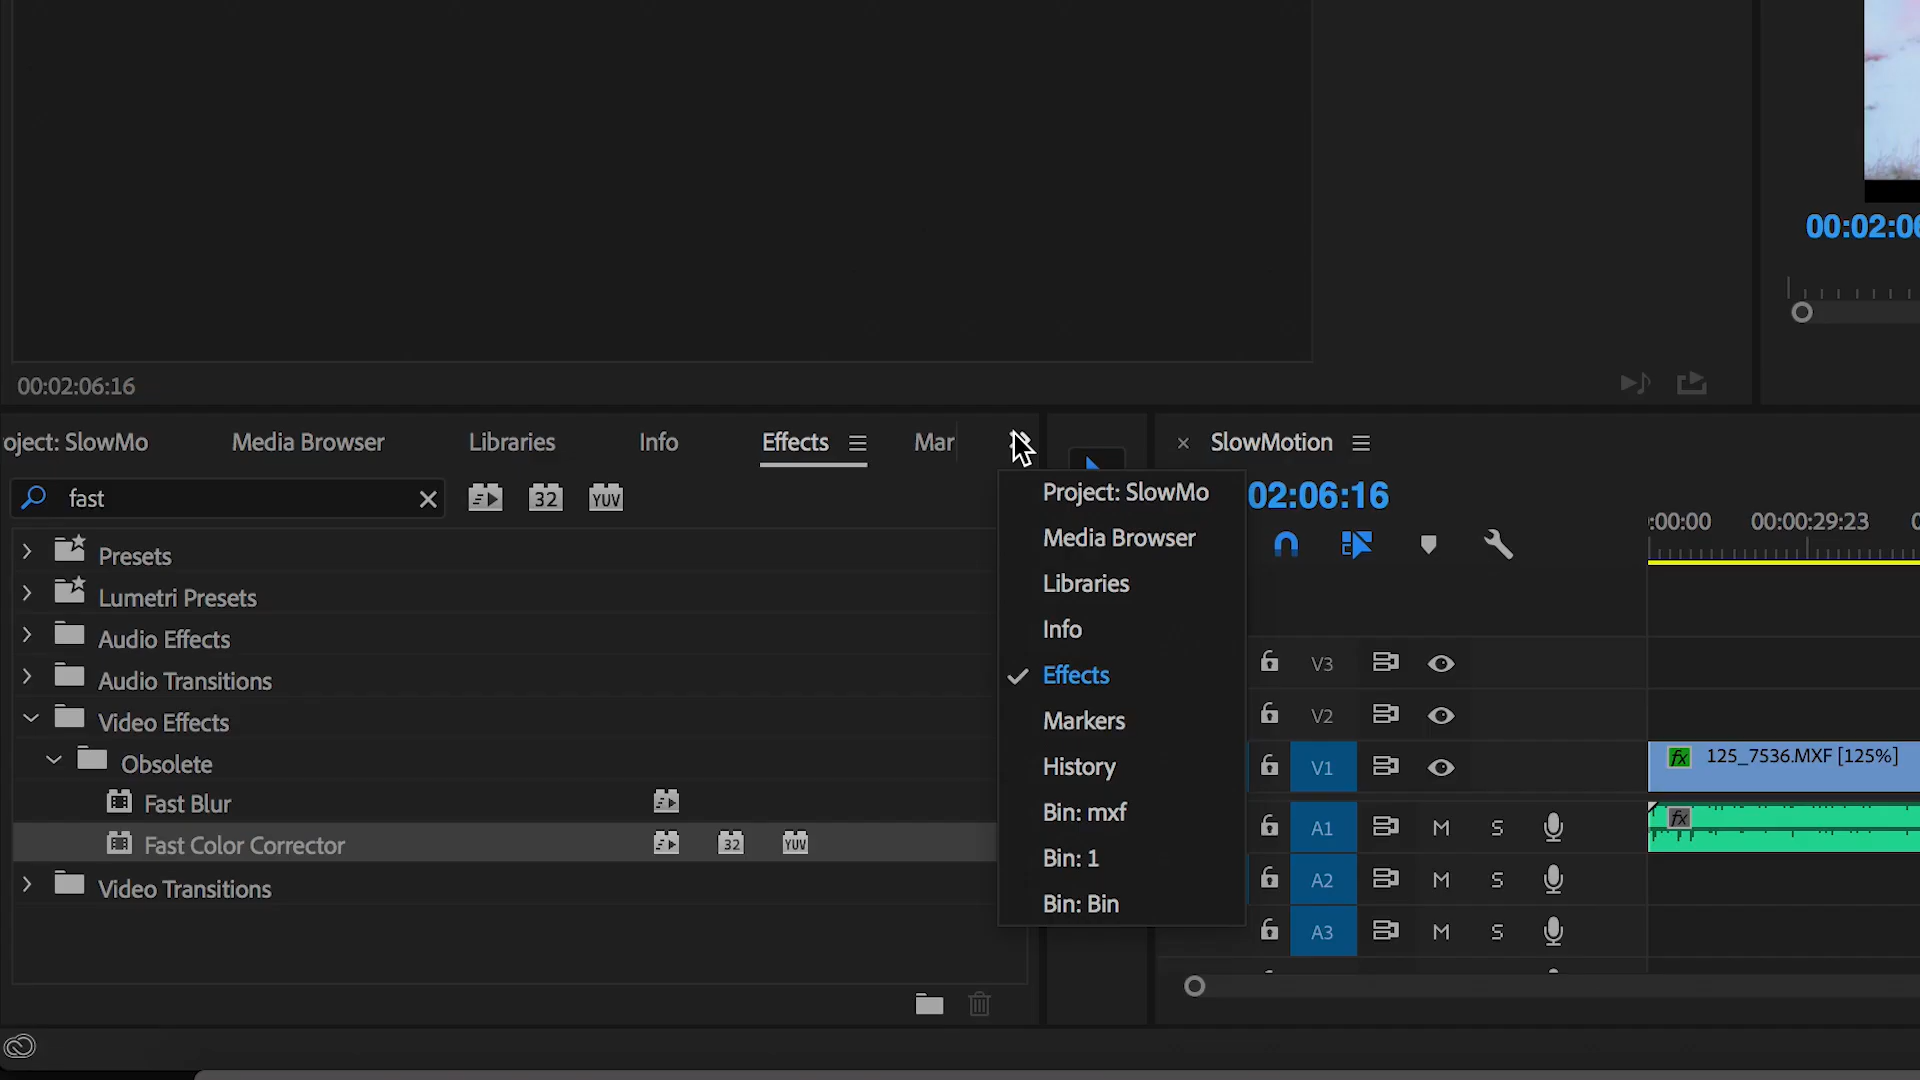 00:02:06
00:02:06:16
oject: SlowMo
Media Browser
Libraries
Info
Effects
Mar
SlowMotion
fast
32
YUV
02:06:16
:00:00
00:00:29:23
Presets
Lumetri Presets
Audio Effects
Audio Transitions
Video Effects
Obsolete
Fast Blur
Fast Color Corrector
32
YUV
Video Transitions
Project: SlowMo
Media Browser
Libraries
Info
Effects
Markers
History
Bin: mxf
Bin: 1
Bin: Bin
V3
V2
V1
fx 125_7536.MXF [125%]
A1 M S
fx
A2 M S
A3 M S